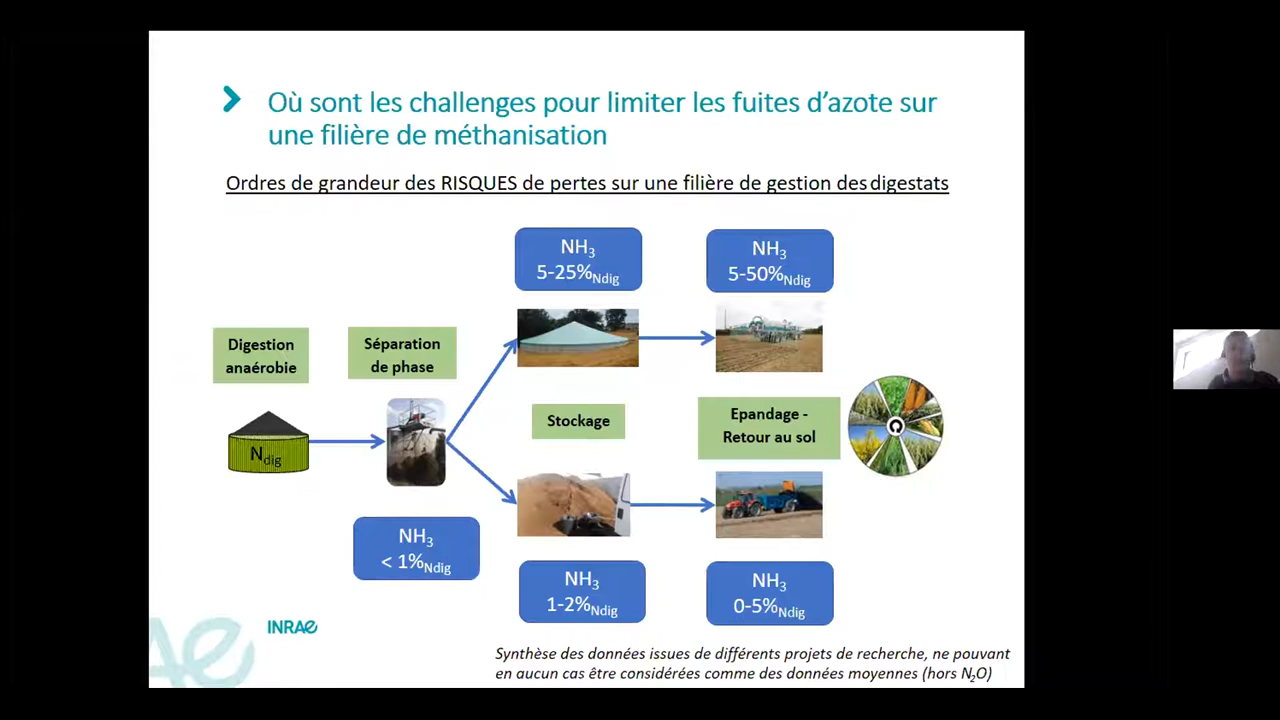 Où sont les challenges pour limiter les fuites d'azote sur
une filière de méthanisation
Ordres de grandeur des RISQUES de pertes sur une filière de gestion des digestats
NH3
5-25%Ndig
NH3
5-50%Ndig
Digestion
anaérobie
Séparation
de phase
Stockage
Epandage -
Retour au sol
Ndig
NH3
< 1%Ndig
NH3
1-2%Ndig
NH3
0-5%Ndig
INRAE
Synthèse des données issues de différents projets de recherche, ne pouvant
en aucun cas être considérées comme des données moyennes (hors N2O)